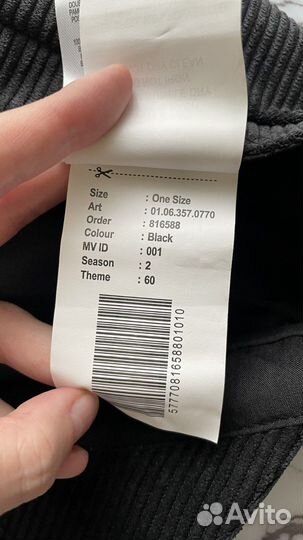 Size : One Size
Art : 01.06.357.0770
Order : 816588
Colour : Black
MV ID : 001
Season : 2
Theme : 60
5777081658801010
Avito